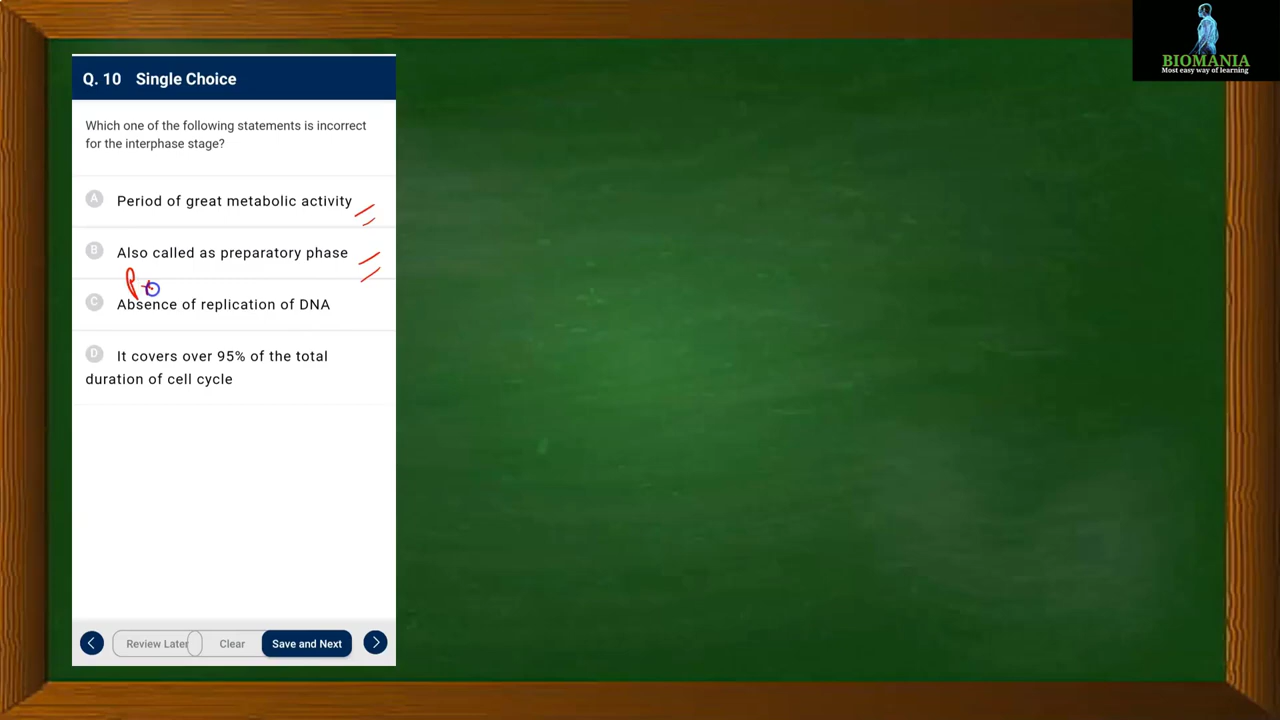 BIOMANIA
Most easy way of learning
Q. 10 Single Choice
Which one of the following statements is incorrect
for the interphase stage?
A Period of great metabolic activity
B Also called as preparatory phase
C Absence of replication of DNA
D It covers over 95% of the total
duration of cell cycle
Review Later Clear Save and Next